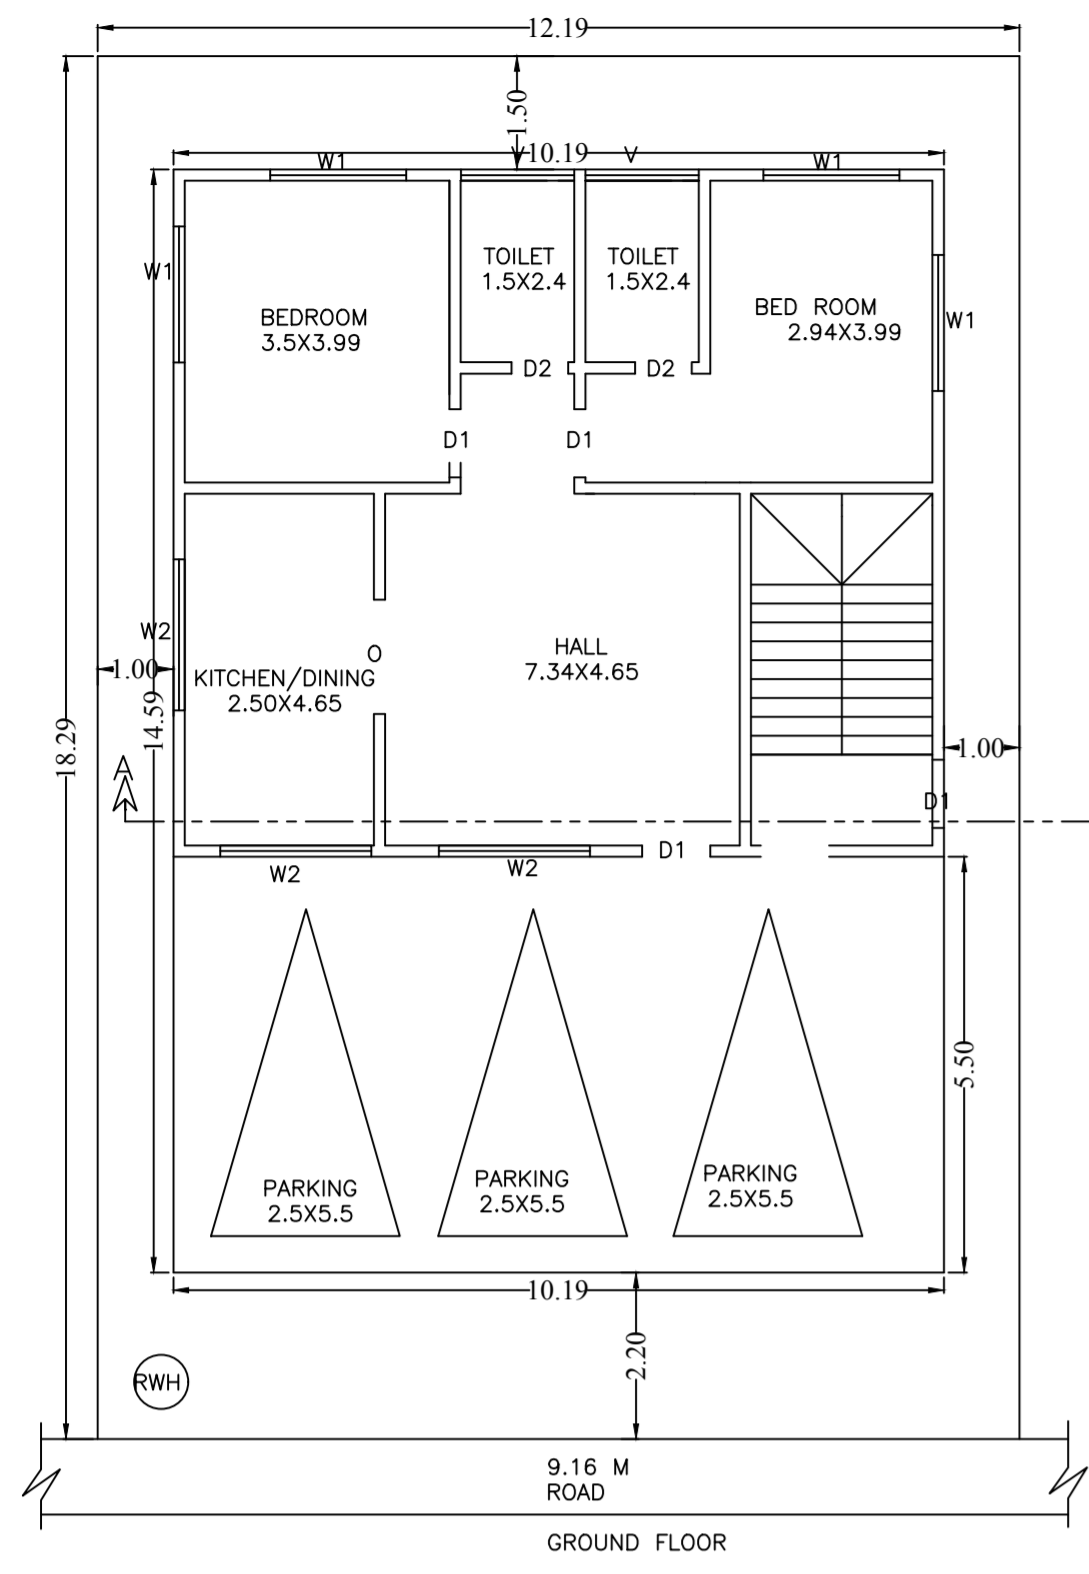 12.19
1.50
10.19
W1
V
V
W1
TOILET
1.5X2.4
TOILET
1.5X2.4
W1
BEDROOM
3.5X3.99
BED ROOM
2.94X3.99
W1
D2
D2
D1
D1
W2
O
HALL
7.34X4.65
1.00
KITCHEN/DINING
2.50X4.65
14.59
18.29
1.00
A
D1
W2
W2
D1
5.50
PARKING
2.5X5.5
PARKING
2.5X5.5
PARKING
2.5X5.5
10.19
2.20
RWH
9.16 M
ROAD
GROUND FLOOR